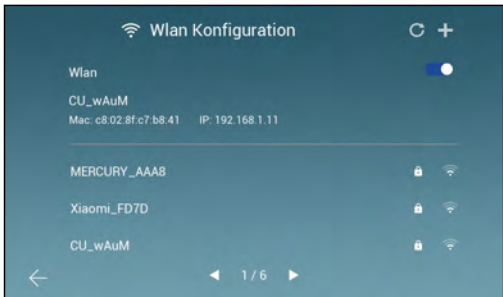 Wlan Konfiguration
Wlan
CU_wAuM
Mac: c8:02:8f:c7:b8:41 IP: 192.168.1.11
MERCURY_AAA8
Xiaomi_FD7D
CU_wAuM
1/6